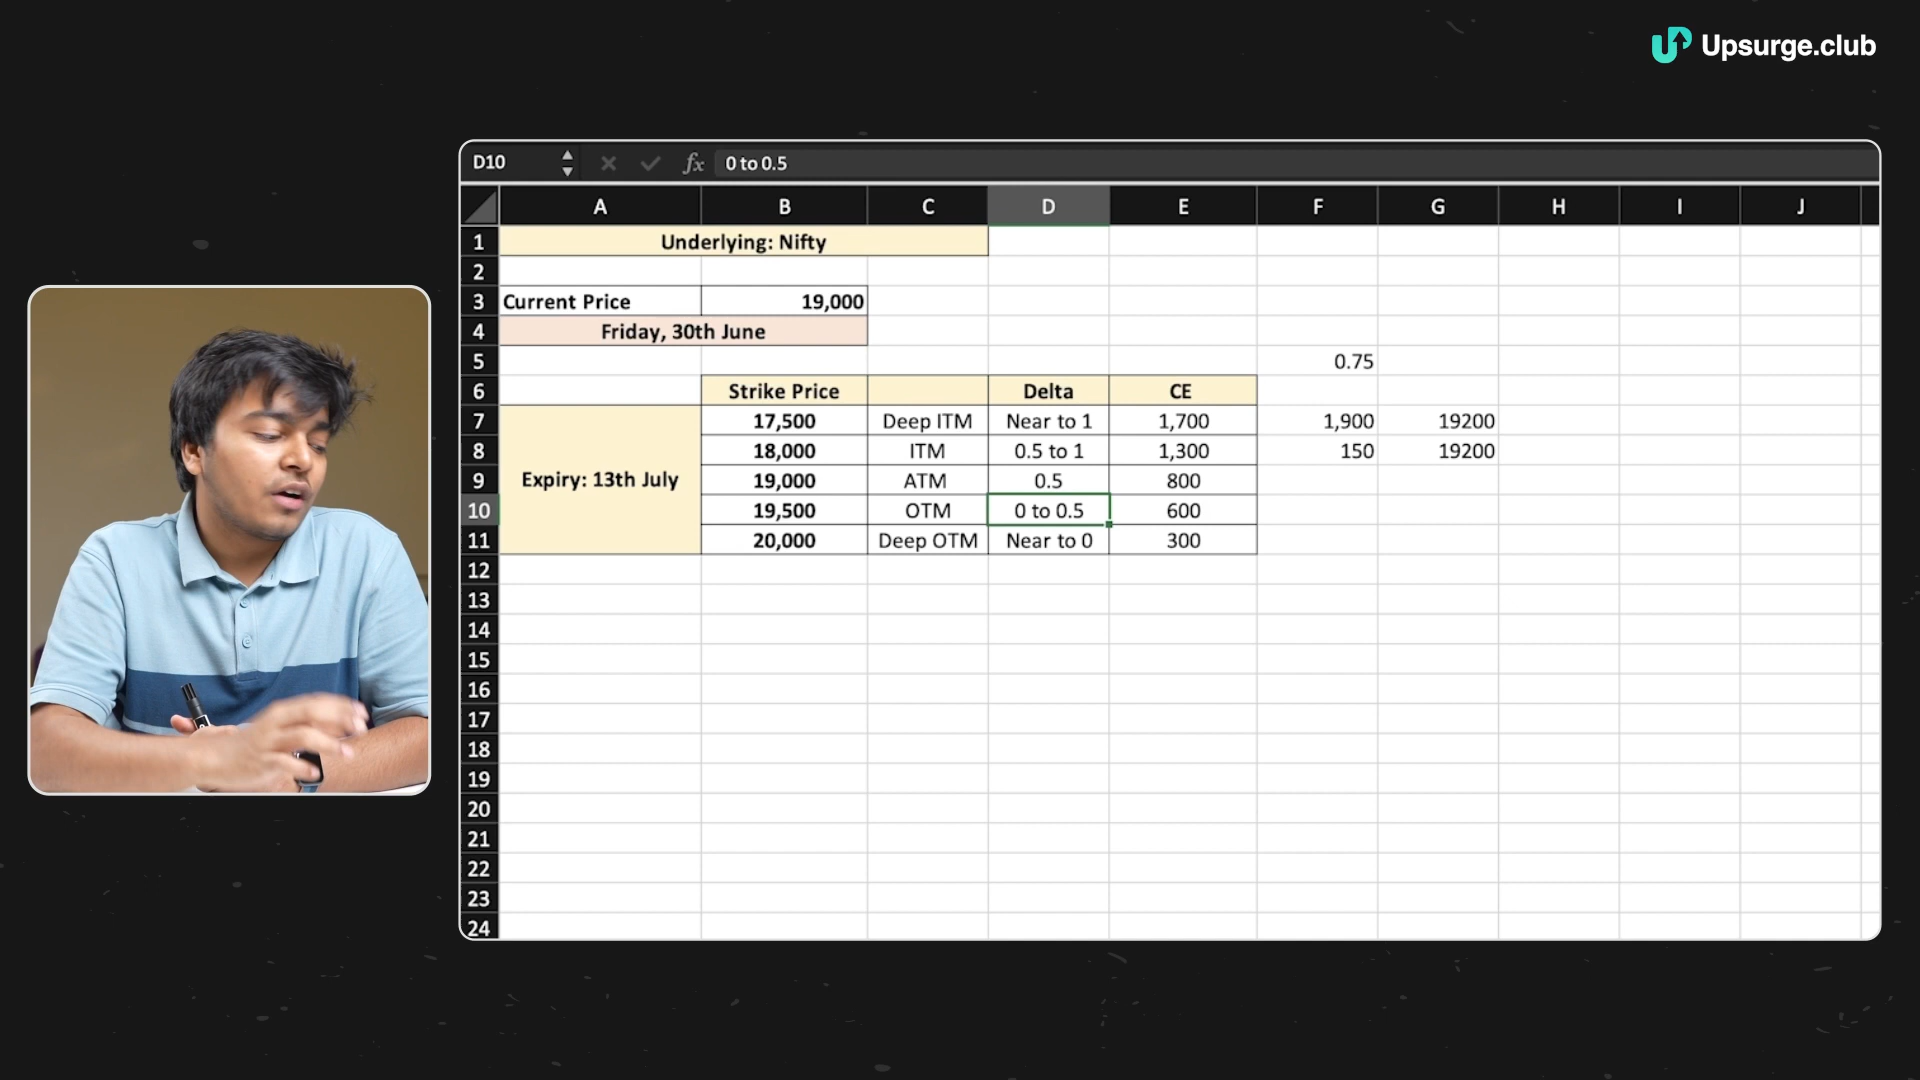 Upsurge.club
D10 fx 0 to 0.5
A B C D E F G H I J
1 Underlying: Nifty
2
3 Current Price 19,000
4 Friday, 30th June
5 0.75
6 Strike Price Delta CE
7 17,500 Deep ITM Near to 1 1,700 1,900 19200
8 18,000 ITM 0.5 to 1 1,300 150 19200
9 Expiry: 13th July 19,000 ATM 0.5 800
10 19,500 OTM 0 to 0.5 600
11 20,000 Deep OTM Near to 0 300
12
13
14
15
16
17
18
19
20
21
22
23
24